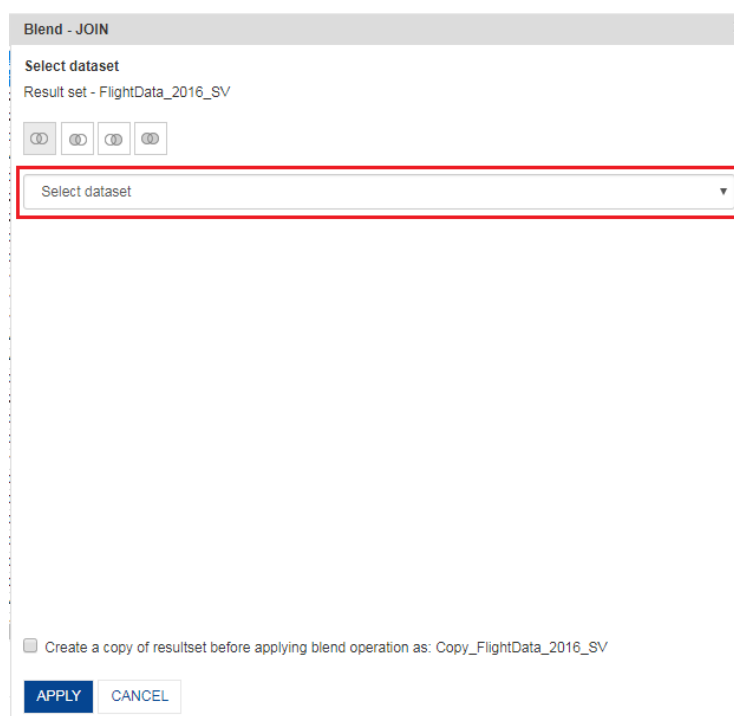 Blend - JOIN
Select dataset
Result set - FlightData_2016_SV
Select dataset
Create a copy of resultset before applying blend operation as: Copy_FlightData_2016_SV
APPLY CANCEL